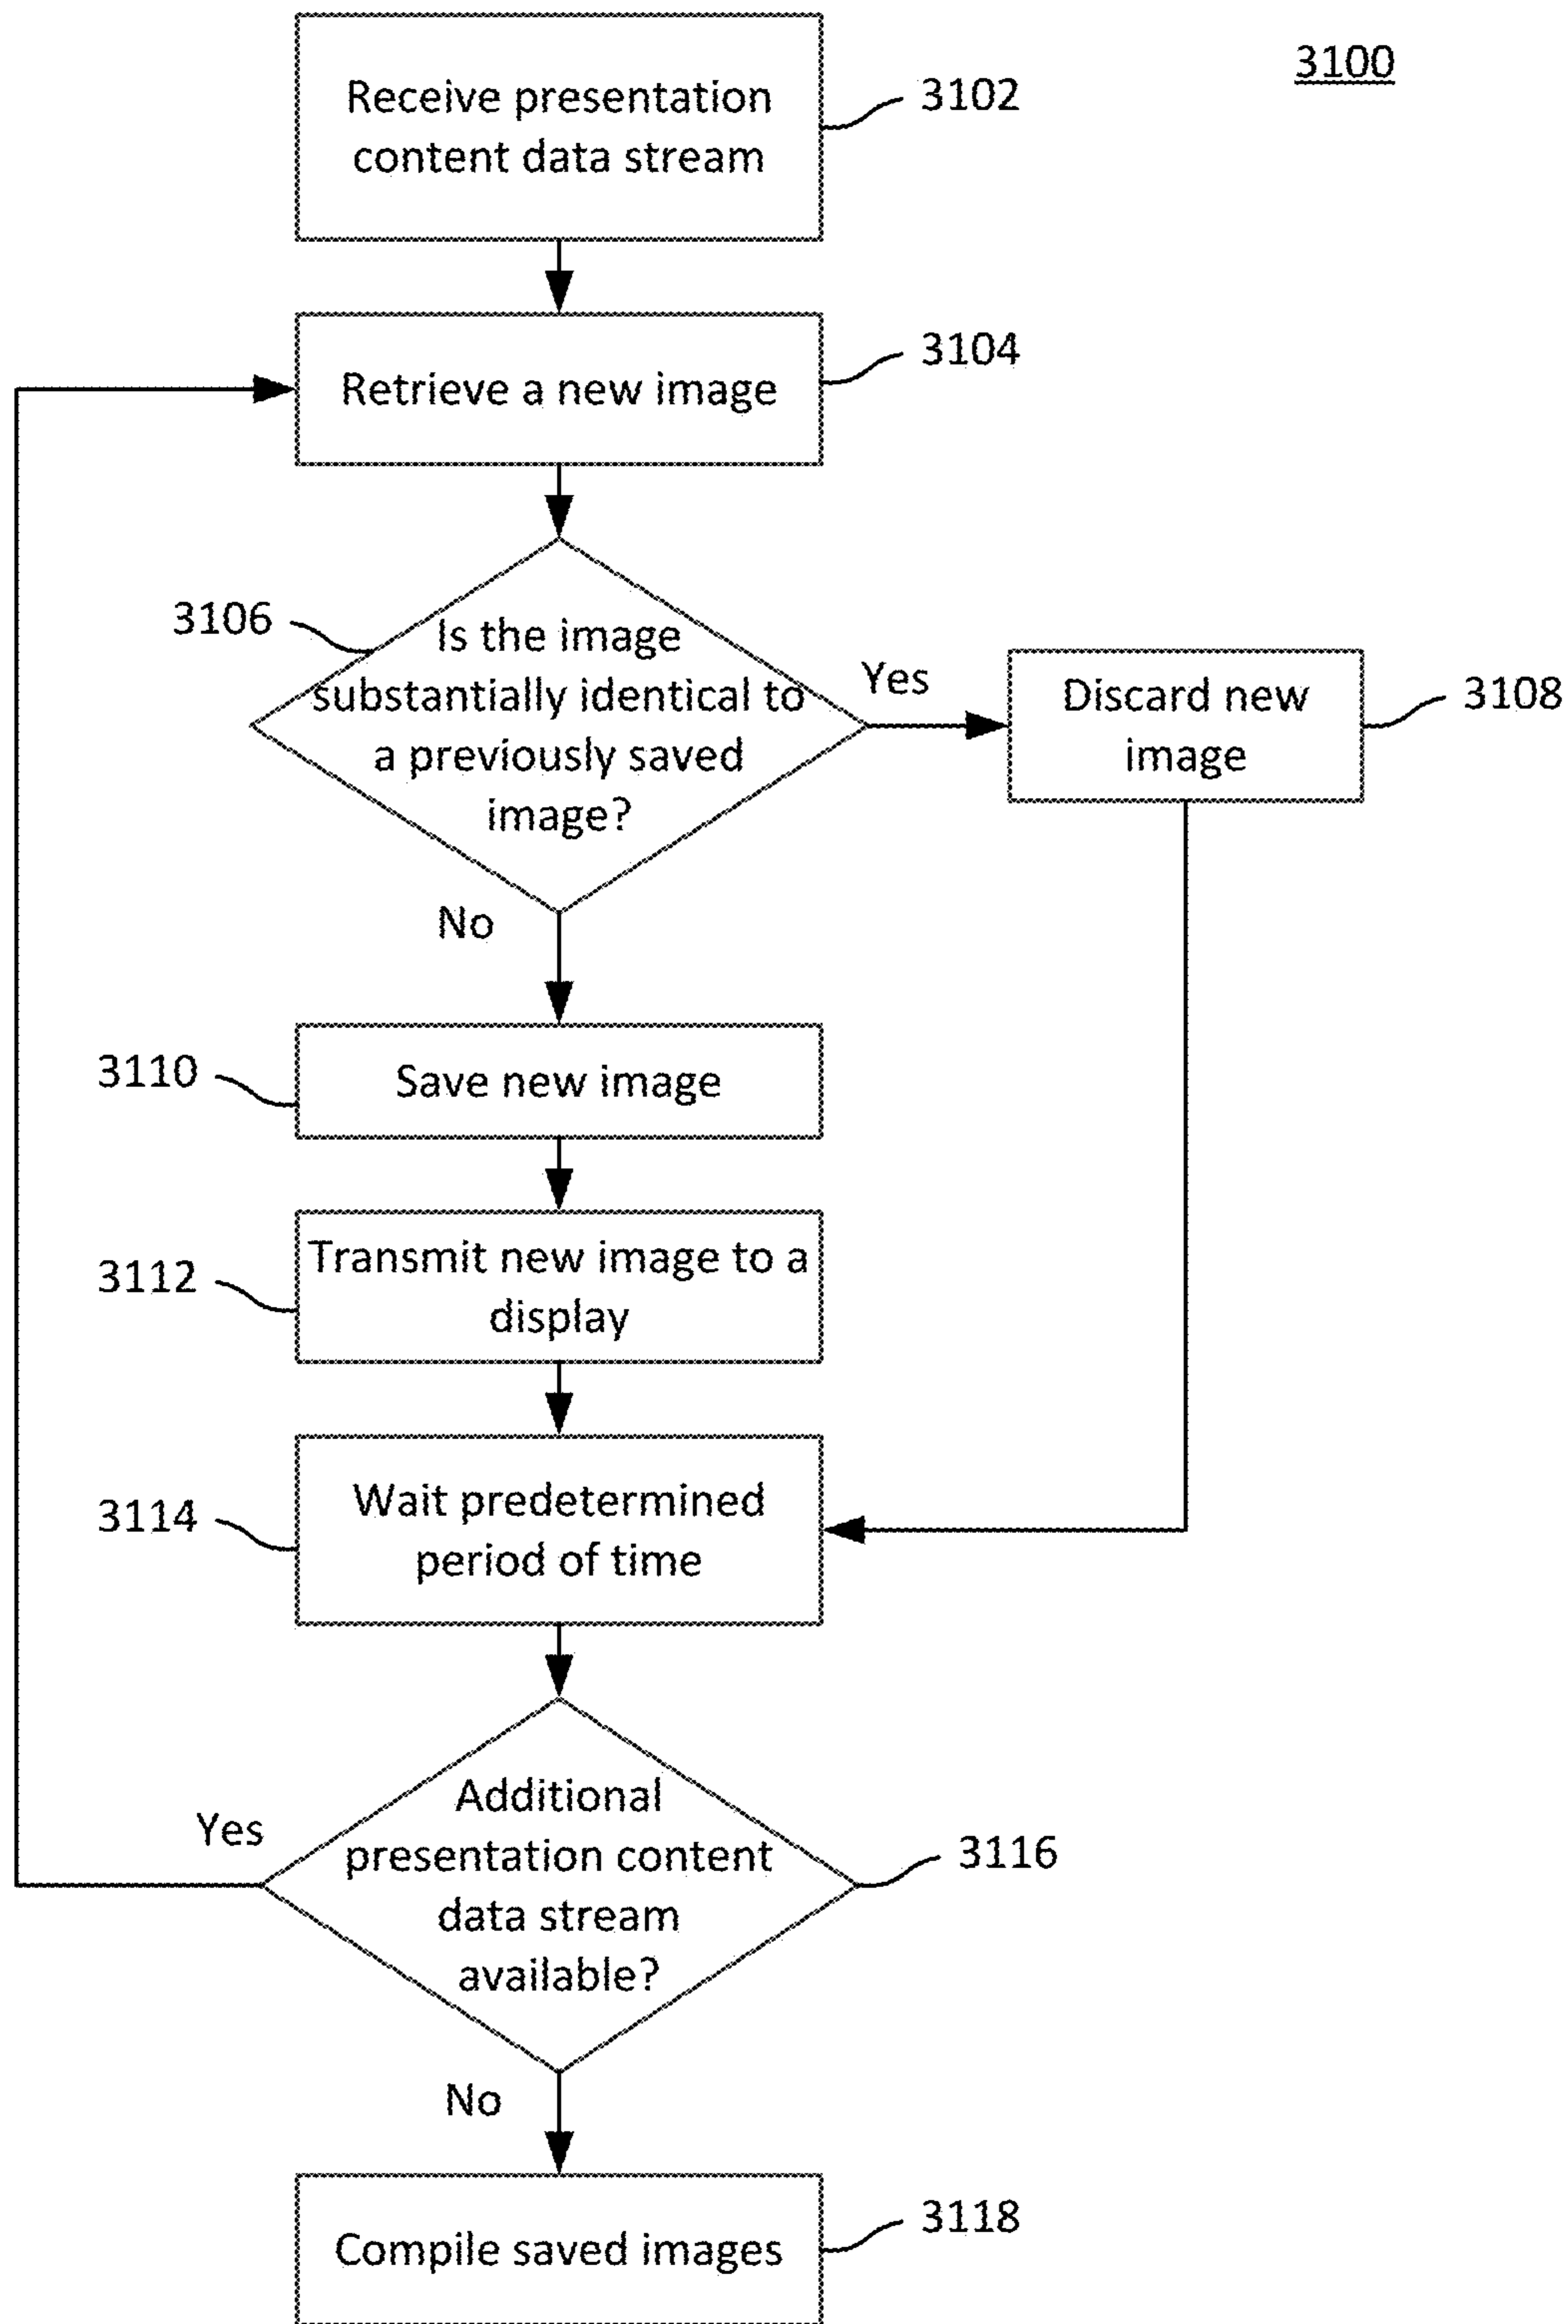 3100
Receive presentation
content data stream
3102
Retrieve a new image
3104
3106
Is the image
substantially identical to
a previously saved
image?
Yes
Discard new
image
3108
No
3110
Save new image
3112
Transmit new image to a
display
3114
Wait predetermined
period of time
Yes
Additional
presentation content
data stream
available?
3116
No
Compile saved images
3118